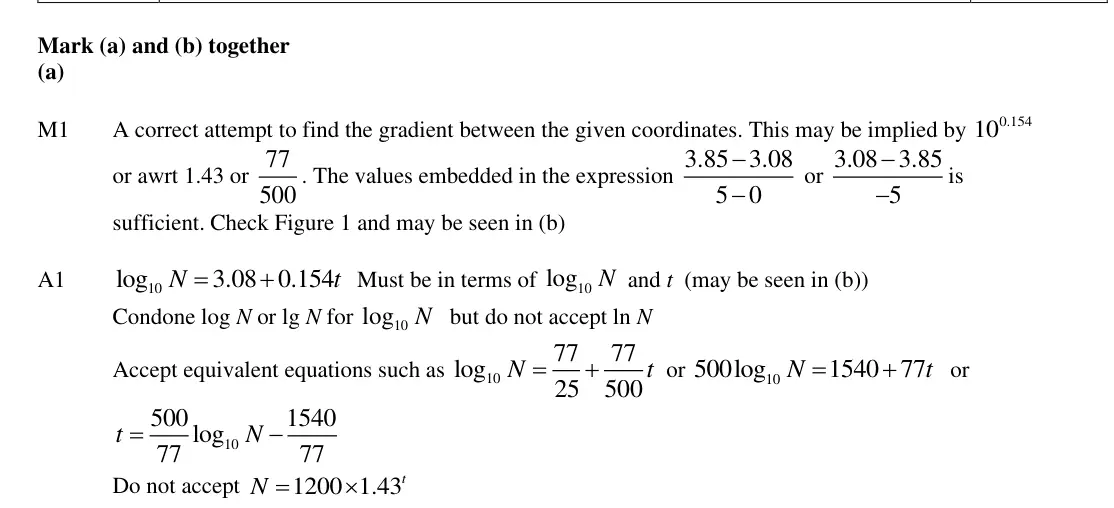 Mark (a) and (b) together
(a)
M1 A correct attempt to find the gradient between the given coordinates. This may be implied by 10^0.154
or awrt 1.43 or 77/500 . The values embedded in the expression (3.85−3.08)/(5−0) or (3.08−3.85)/(−5) is
sufficient. Check Figure 1 and may be seen in (b)
A1 log₁₀ N = 3.08+0.154t Must be in terms of log₁₀ N and t (may be seen in (b))
Condone log N or lg N for log₁₀ N but do not accept ln N
Accept equivalent equations such as log₁₀ N = 77/25 + 77/500 t or 500log₁₀ N =1540+77t or
t = 500/77 log₁₀ N − 1540/77
Do not accept N =1200×1.43^t